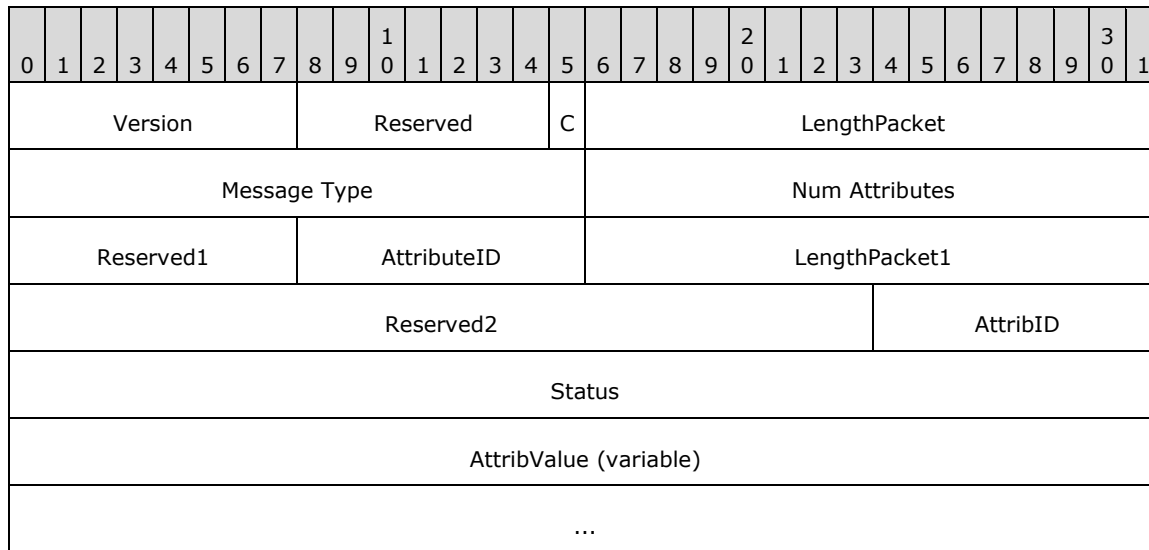 1 2 3
0 1 2 3 4 5 6 7 8 9 0 1 2 3 4 5 6 7 8 9 0 1 2 3 4 5 6 7 8 9 0 1
Version Reserved C LengthPacket
Message Type Num Attributes
Reserved1 AttributeID LengthPacket1
Reserved2 AttribID
Status
AttribValue (variable)
...